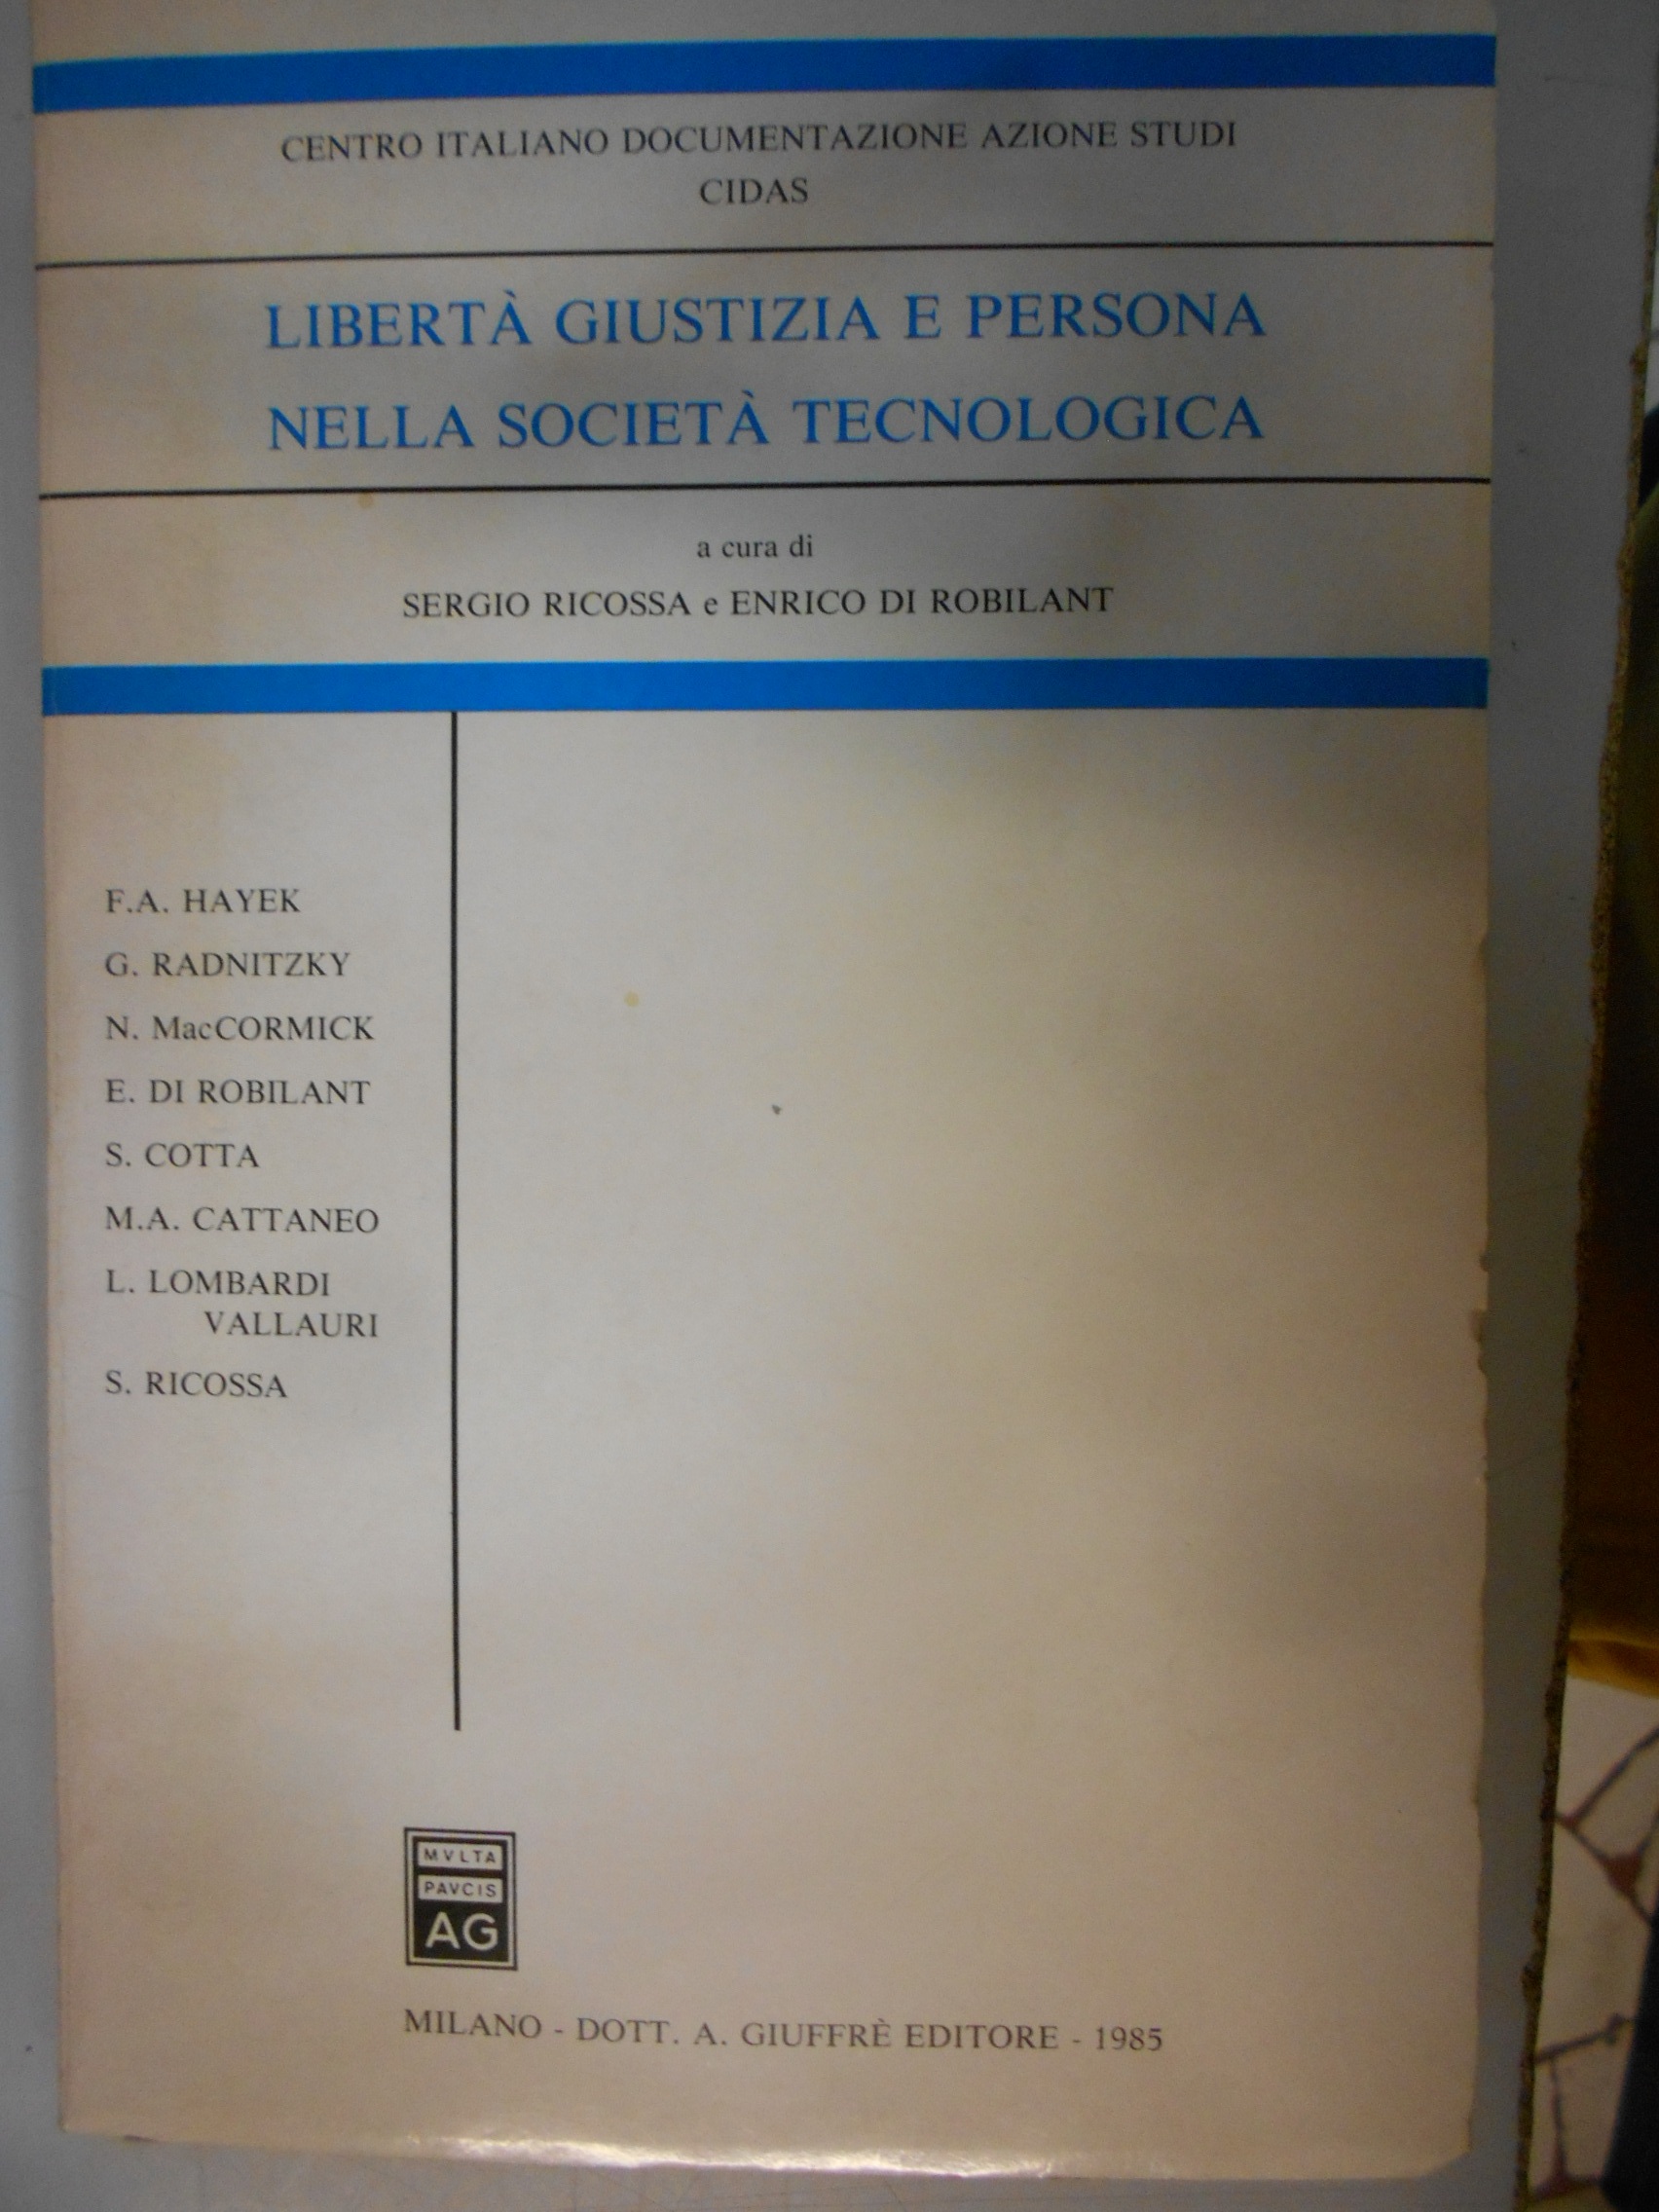 CENTRO ITALIANO DOCUMENTAZIONE AZIONE STUDI
CIDAS
LIBERTÀ GIUSTIZIA E PERSONA
NELLA SOCIETÀ TECNOLOGICA
a cura di
SERGIO RICOSSA e ENRICO DI ROBILANT
F.A. HAYEK
G. RADNITZKY
N. MacCORMICK
E. DI ROBILANT
S. COTTA
M.A. CATTANEO
L. LOMBARDI
VALLAURI
S. RICOSSA
MVLTA
PAVCIS
AG
MILANO - DOTT. A. GIUFFRÈ EDITORE - 1985